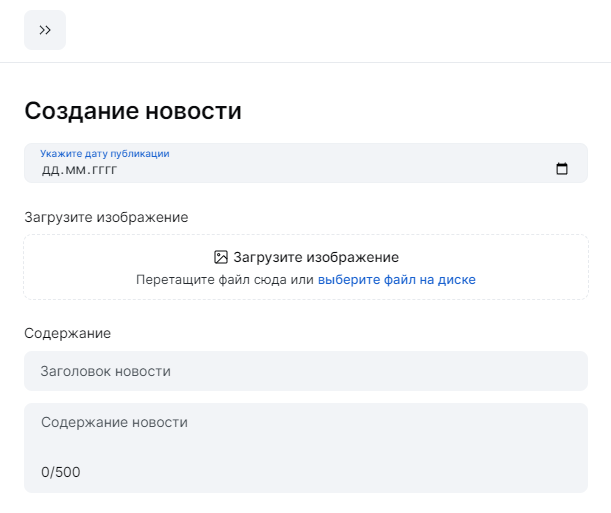 Создание новости
Укажите дату публикации
дд.мм.гггг
Загрузите изображение
Загрузите изображение
Перетащите файл сюда или выберите файл на диске
Содержание
Заголовок новости
Содержание новости
0/500